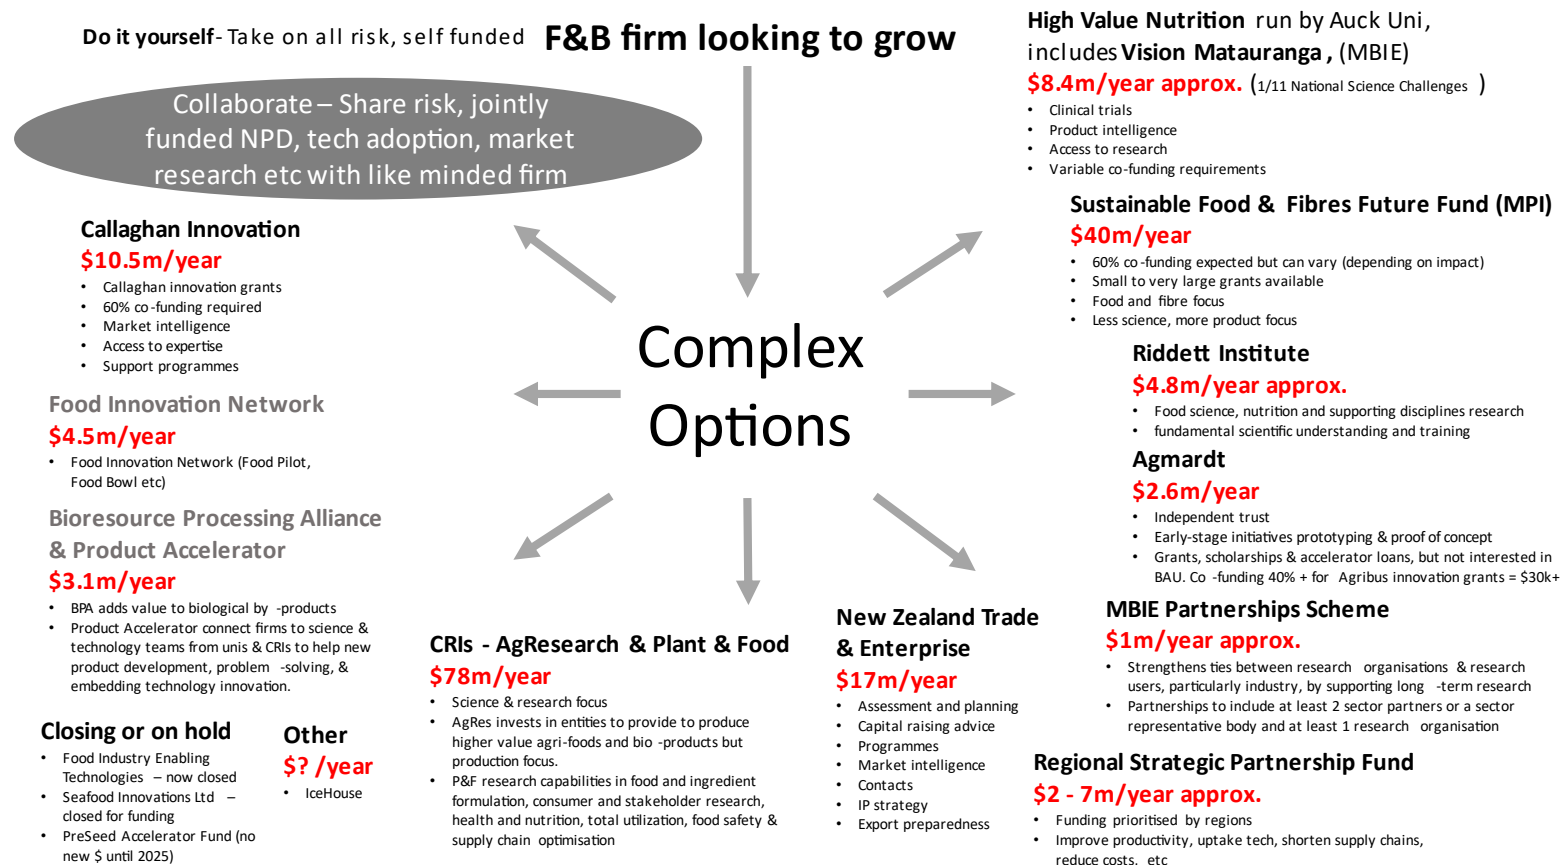 Do it yourself- Take on all risk, self funded
F&B firm looking to grow
Collaborate – Share risk, jointly
funded NPD, tech adoption, market
research etc with like minded firm
Callaghan Innovation
$10.5m/year
• Callaghan innovation grants
• 60% co-funding required
• Market intelligence
• Access to expertise
• Support programmes
Food Innovation Network
$4.5m/year
• Food Innovation Network (Food Pilot,
Food Bowl etc)
Bioresource Processing Alliance
& Product Accelerator
$3.1m/year
• BPA adds value to biological by -products
• Product Accelerator connect firms to science &
technology teams from unis & CRIs to help new
product development, problem -solving, &
embedding technology innovation.
Closing or on hold
• Food Industry Enabling
Technologies – now closed
• Seafood Innovations Ltd –
closed for funding
• PreSeed Accelerator Fund (no
new $ until 2025)
Other
$? /year
• IceHouse
Complex
Options
CRIs - AgResearch & Plant & Food
$78m/year
• Science & research focus
• AgRes invests in entities to provide to produce
higher value agri-foods and bio -products but
production focus.
• P&F research capabilities in food and ingredient
formulation, consumer and stakeholder research,
health and nutrition, total utilization, food safety &
supply chain optimisation
New Zealand Trade
& Enterprise
$17m/year
• Assessment and planning
• Capital raising advice
• Programmes
• Market intelligence
• Contacts
• IP strategy
• Export preparedness
High Value Nutrition run by Auck Uni,
includes Vision Matauranga , (MBIE)
$8.4m/year approx. (1/11 National Science Challenges )
• Clinical trials
• Product intelligence
• Access to research
• Variable co-funding requirements
Sustainable Food & Fibres Future Fund (MPI)
$40m/year
• 60% co-funding expected but can vary (depending on impact)
• Small to very large grants available
• Food and fibre focus
• Less science, more product focus
Riddett Institute
$4.8m/year approx.
• Food science, nutrition and supporting disciplines research
• fundamental scientific understanding and training
Agmardt
$2.6m/year
• Independent trust
• Early-stage initiatives prototyping & proof of concept
• Grants, scholarships & accelerator loans, but not interested in
BAU. Co -funding 40% + for Agribus innovation grants = $30k+
MBIE Partnerships Scheme
$1m/year approx.
• Strengthens ties between research organisations & research
users, particularly industry, by supporting long -term research
• Partnerships to include at least 2 sector partners or a sector
representative body and at least 1 research organisation
Regional Strategic Partnership Fund
$2 - 7m/year approx.
• Funding prioritised by regions
• Improve productivity, uptake tech, shorten supply chains,
reduce costs, etc